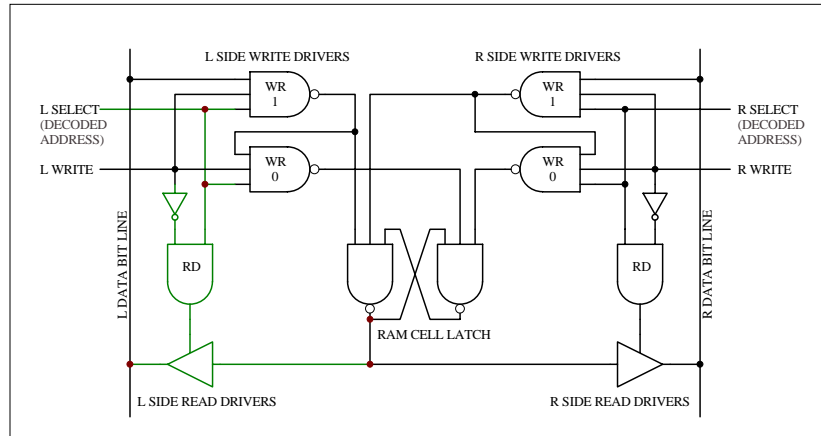 L SIDE WRITE DRIVERS
R SIDE WRITE DRIVERS
WR
1
WR
1
L SELECT
(DECODED
ADDRESS)
R SELECT
(DECODED
ADDRESS)
L WRITE
WR
0
WR
0
R WRITE
L DATA BIT LINE
RD
RD
R DATA BIT LINE
RAM CELL LATCH
L SIDE READ DRIVERS
R SIDE READ DRIVERS